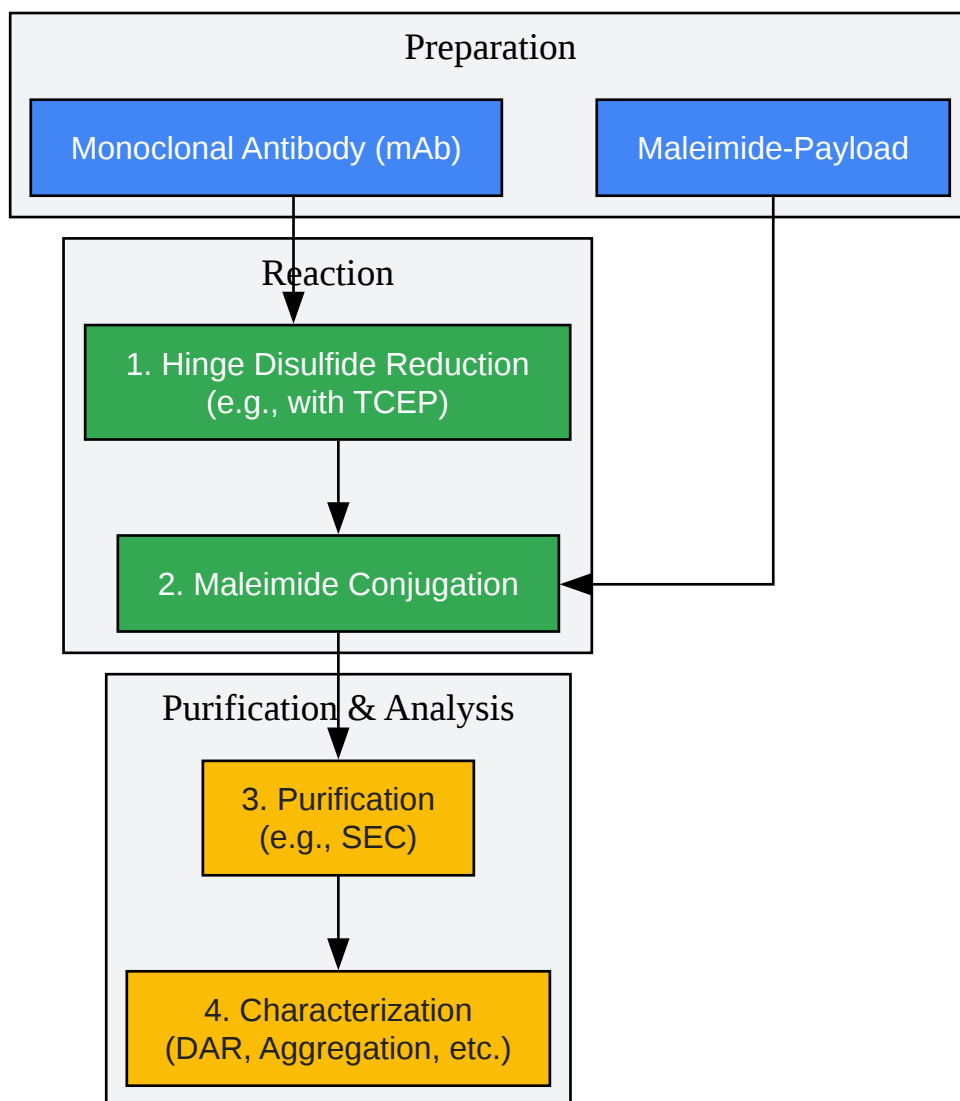 Preparation
Monoclonal Antibody (mAb)
Maleimide-Payload
Reaction
1. Hinge Disulfide Reduction
(e.g., with TCEP)
2. Maleimide Conjugation
Purification & Analysis
3. Purification
(e.g., SEC)
4. Characterization
(DAR, Aggregation, etc.)